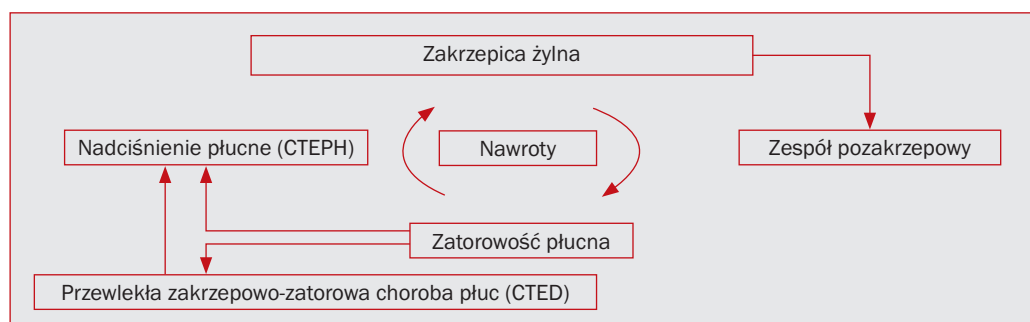 Zakrzepica żylna
Nadciśnienie płucne (CTEPH)
Nawroty
Zespół pozakrzepowy
Zatorowość płucna
Przewlekła zakrzepowo-zatorowa choroba płuc (CTED)